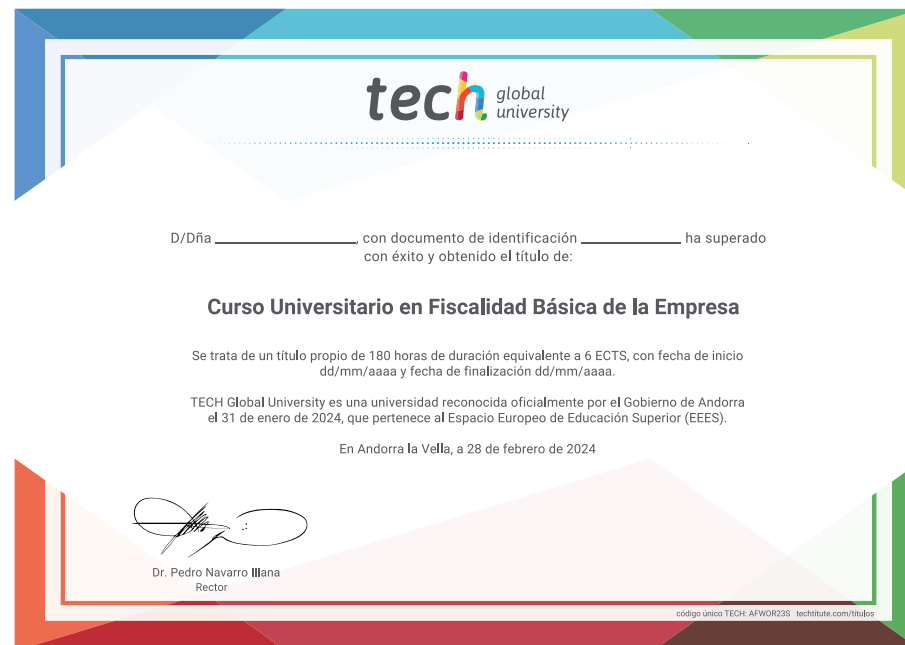 tech global university
D/Dña ____________________, con documento de identificación ______________ ha superado
con éxito y obtenido el título de:
Curso Universitario en Fiscalidad Básica de la Empresa
Se trata de un título propio de 180 horas de duración equivalente a 6 ECTS, con fecha de inicio
dd/mm/aaaa y fecha de finalización dd/mm/aaaa.
TECH Global University es una universidad reconocida oficialmente por el Gobierno de Andorra
el 31 de enero de 2024, que pertenece al Espacio Europeo de Educación Superior (EEES).
En Andorra la Vella, a 28 de febrero de 2024
Dr. Pedro Navarro Illana
Rector
código único TECH: AFWOR23S techtitute.com/titulos